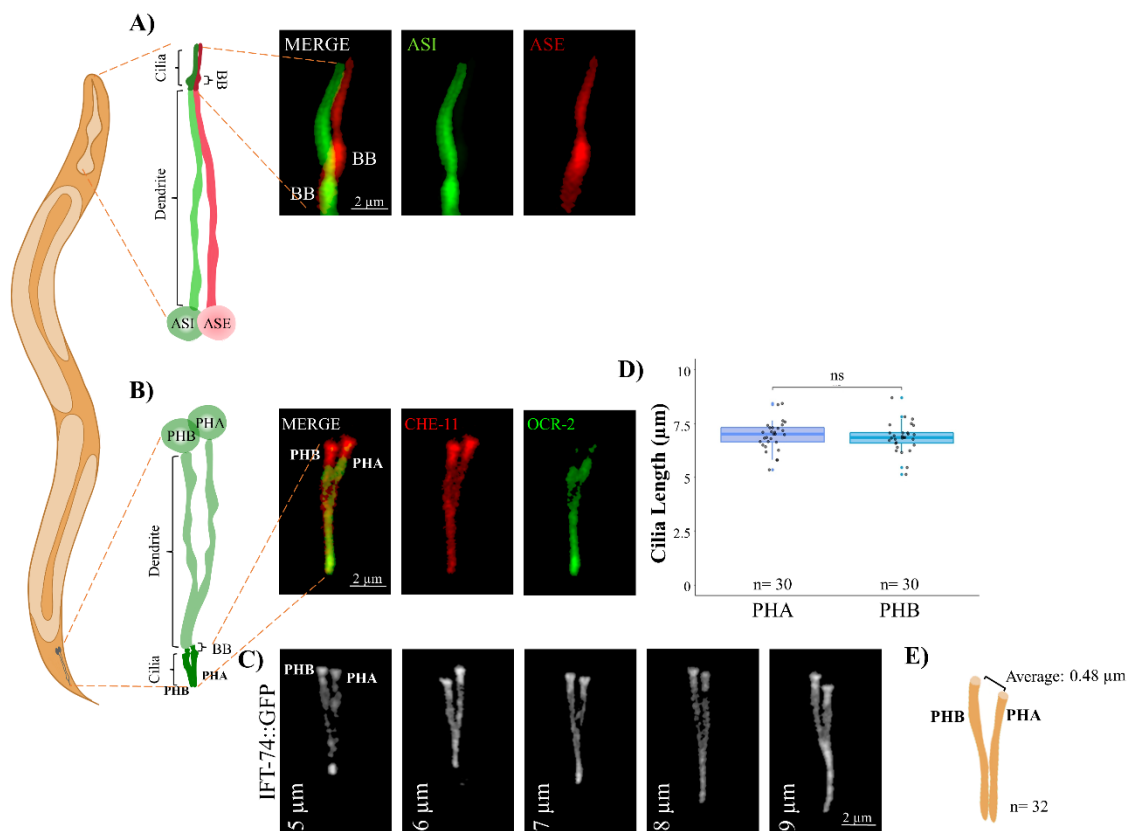 A)
Cilia
BB
Dendrite
ASI
ASE
MERGE
BB
BB
2 µm
ASI
ASE
B)
PHB
PHA
Dendrite
BB
Cilia
PHA
PHB
MERGE
PHB
PHA
2 µm
CHE-11
OCR-2
C)
IFT-74::GFP
PHB
PHA
5 µm
6 µm
7 µm
8 µm
9 µm
2 µm
D)
ns
Cilia Length (µm)
10
7.5
5
2.5
0
n= 30
n= 30
PHA
PHB
E)
Average: 0.48 µm
PHB
PHA
n= 32